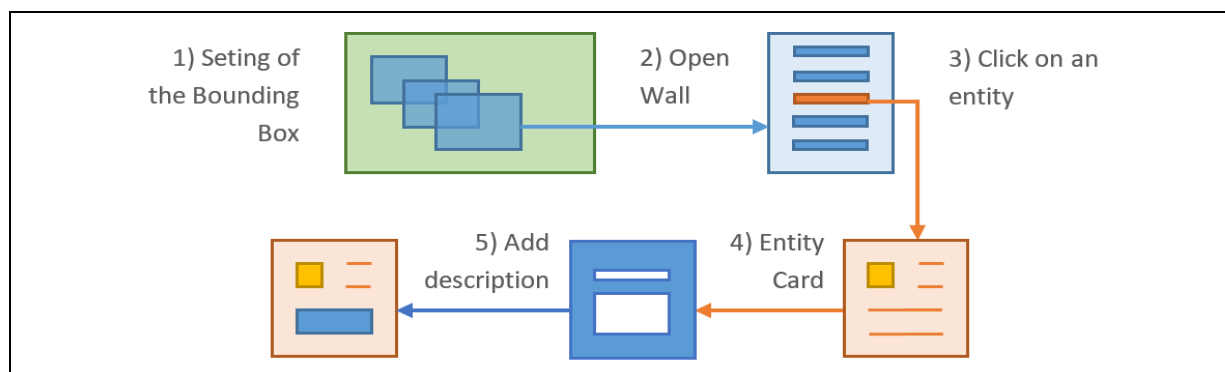 1) Seting of
the Bounding
Box
2) Open
Wall
3) Click on an
entity
4) Entity
Card
5) Add
description